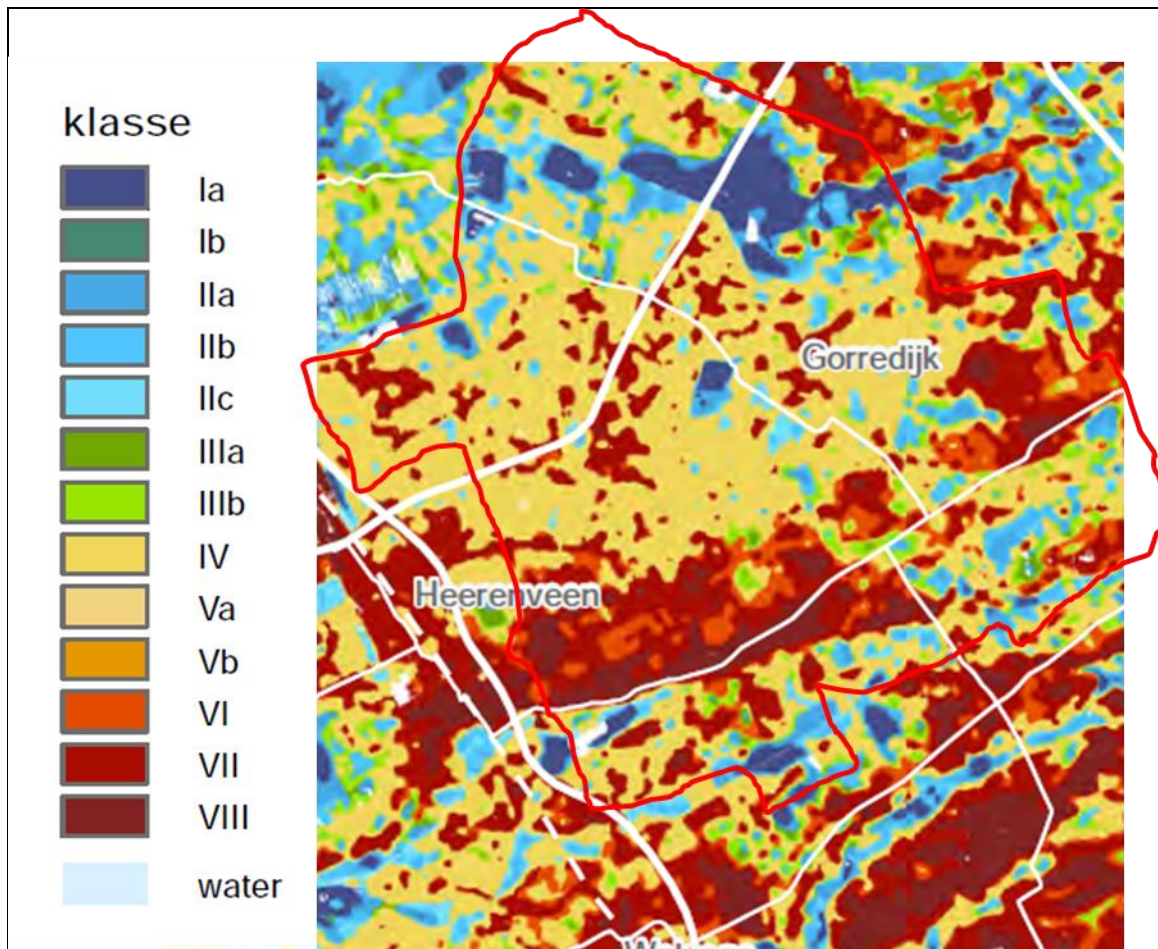 klasse
Ia
Ib
IIa
IIb
IIc
IIIa
IIIb
IV
Va
Vb
VI
VII
VIII
water
Gorredijk
Heerenveen